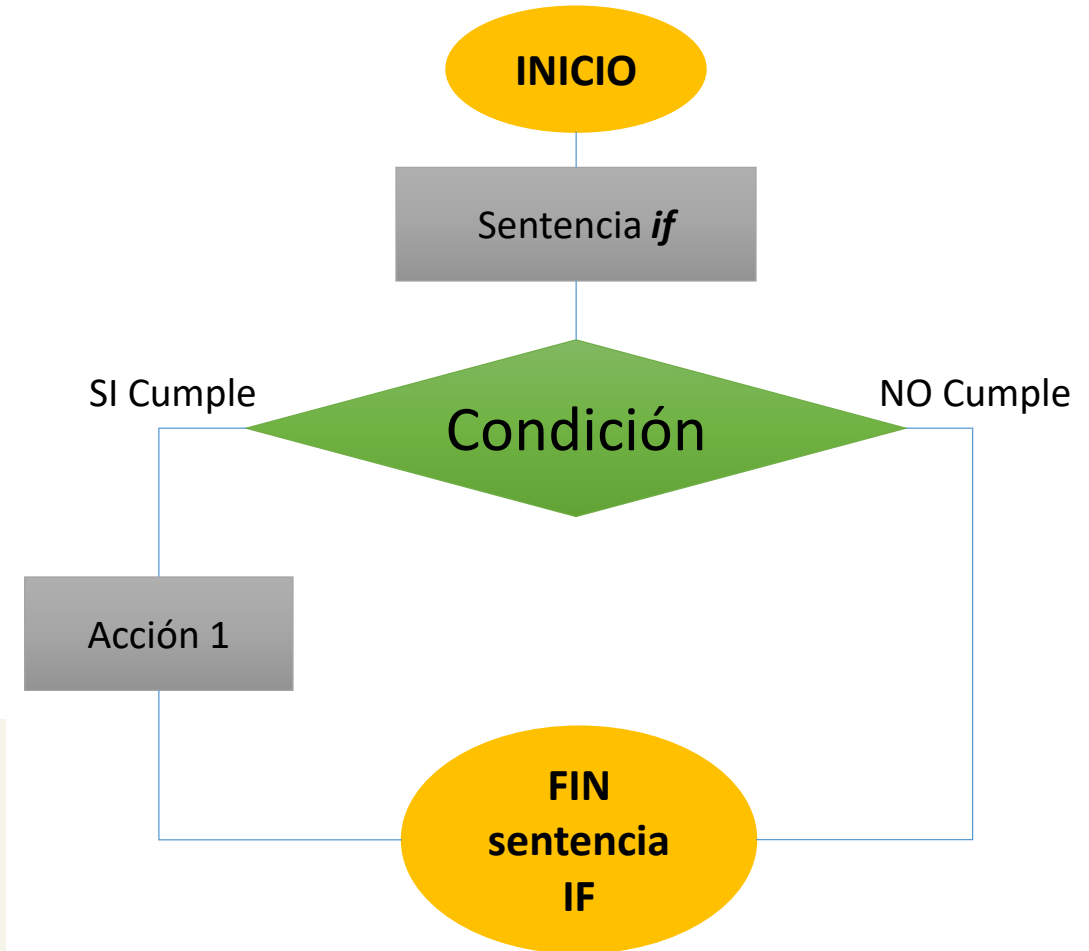 INICIO
Sentencia if
SI Cumple
NO Cumple
Condición
Acción 1
FIN
sentencia
IF